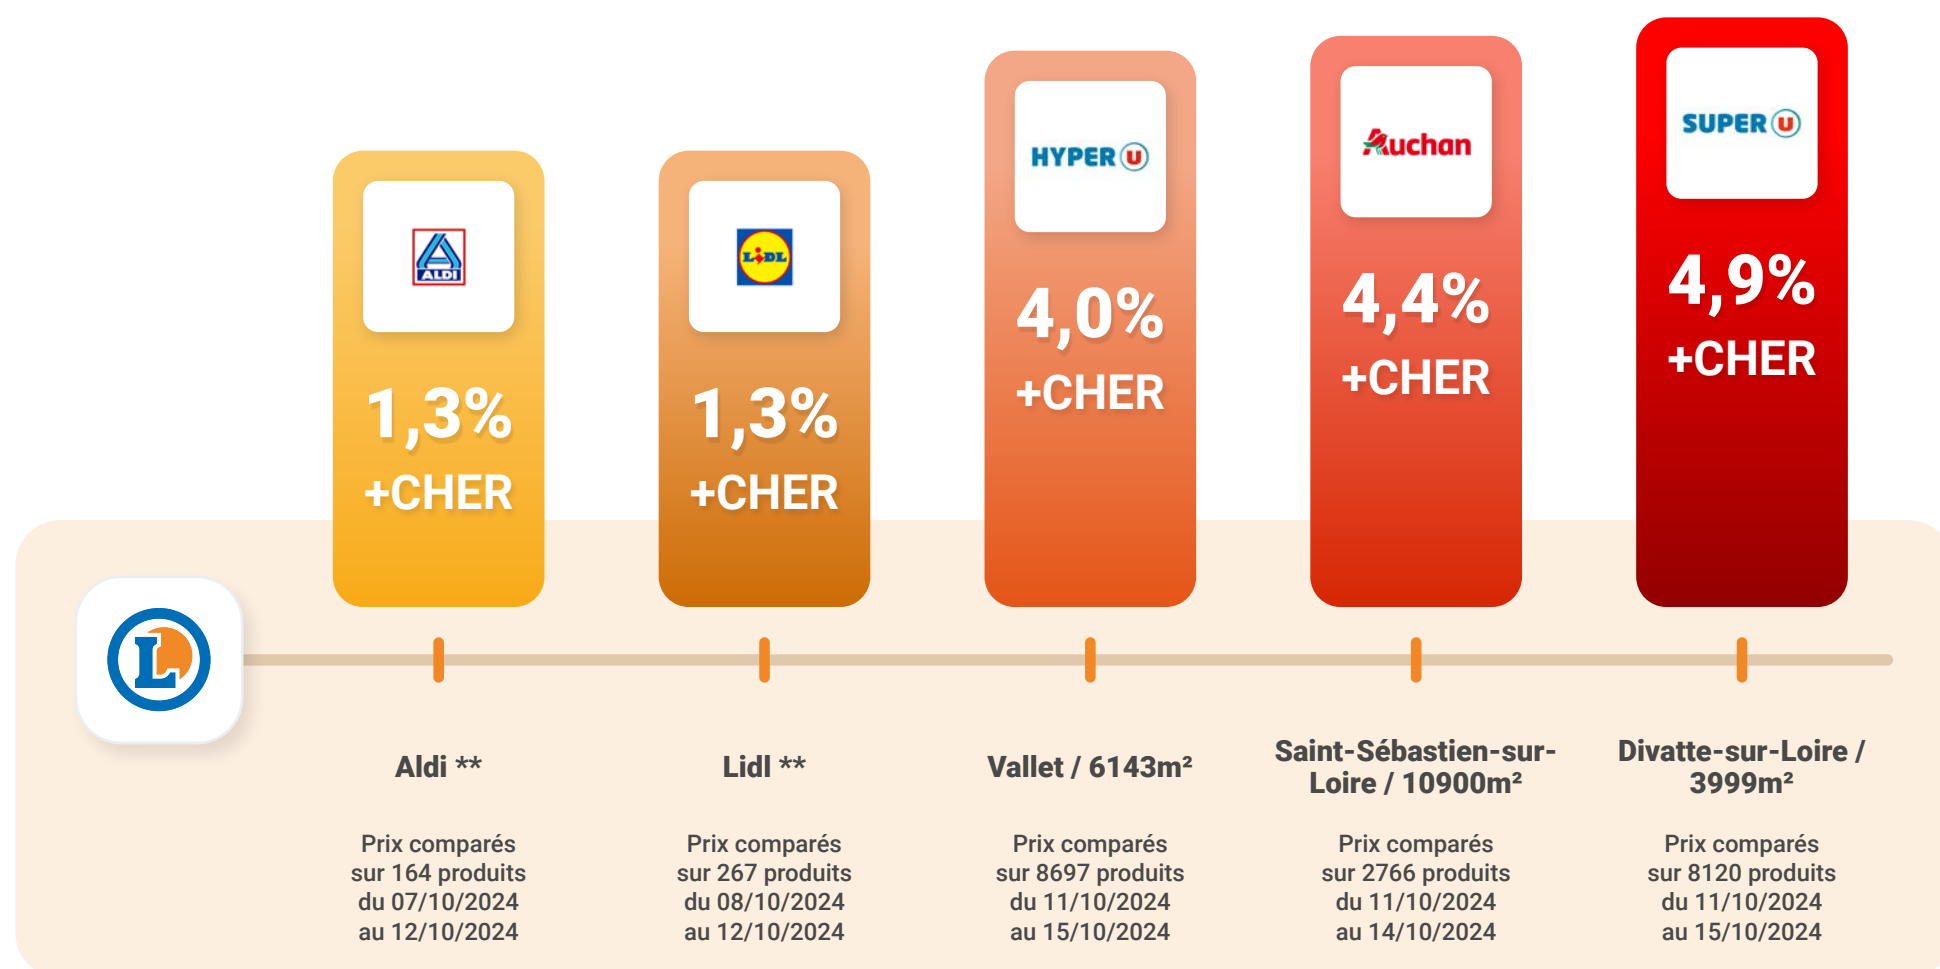 ALDI
1,3%
+CHER
LIDL
1,3%
+CHER
HYPER U
4,0%
+CHER
Auchan
4,4%
+CHER
SUPER U
4,9%
+CHER
L
Aldi **
Prix comparés
sur 164 produits
du 07/10/2024
au 12/10/2024
Lidl **
Prix comparés
sur 267 produits
du 08/10/2024
au 12/10/2024
Vallet / 6143m²
Prix comparés
sur 8697 produits
du 11/10/2024
au 15/10/2024
Saint-Sébastien-sur-
Loire / 10900m²
Prix comparés
sur 2766 produits
du 11/10/2024
au 14/10/2024
Divatte-sur-Loire /
3999m²
Prix comparés
sur 8120 produits
du 11/10/2024
au 15/10/2024